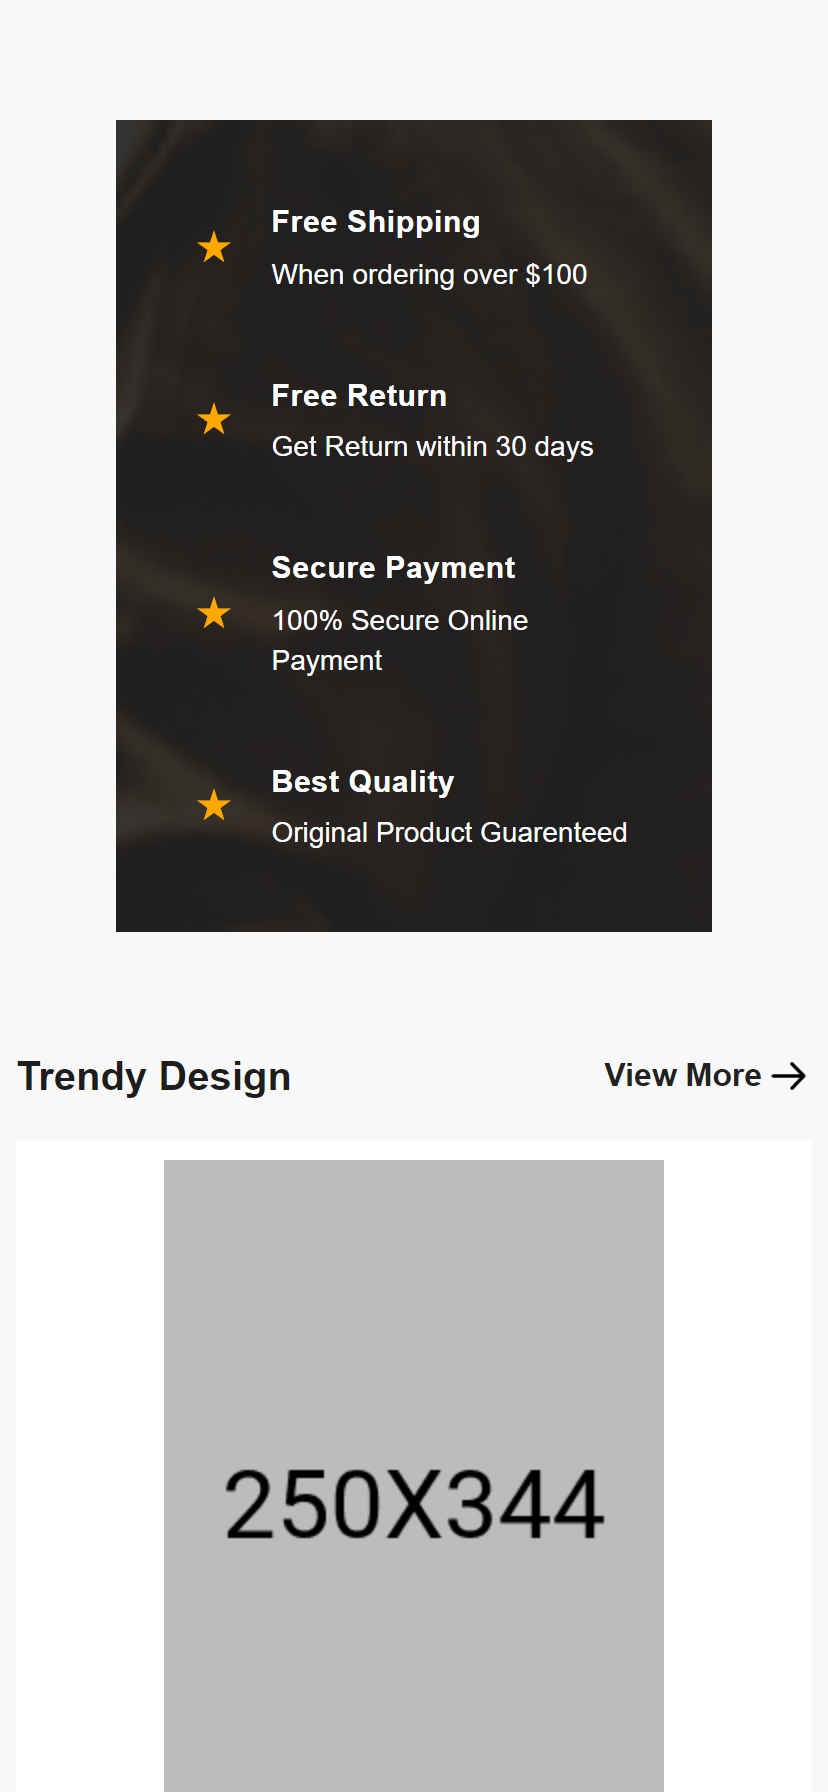 Free Shipping
When ordering over $100
Free Return
Get Return within 30 days
Secure Payment
100% Secure Online
Payment
Best Quality
Original Product Guarenteed
Trendy Design
View More
250X344